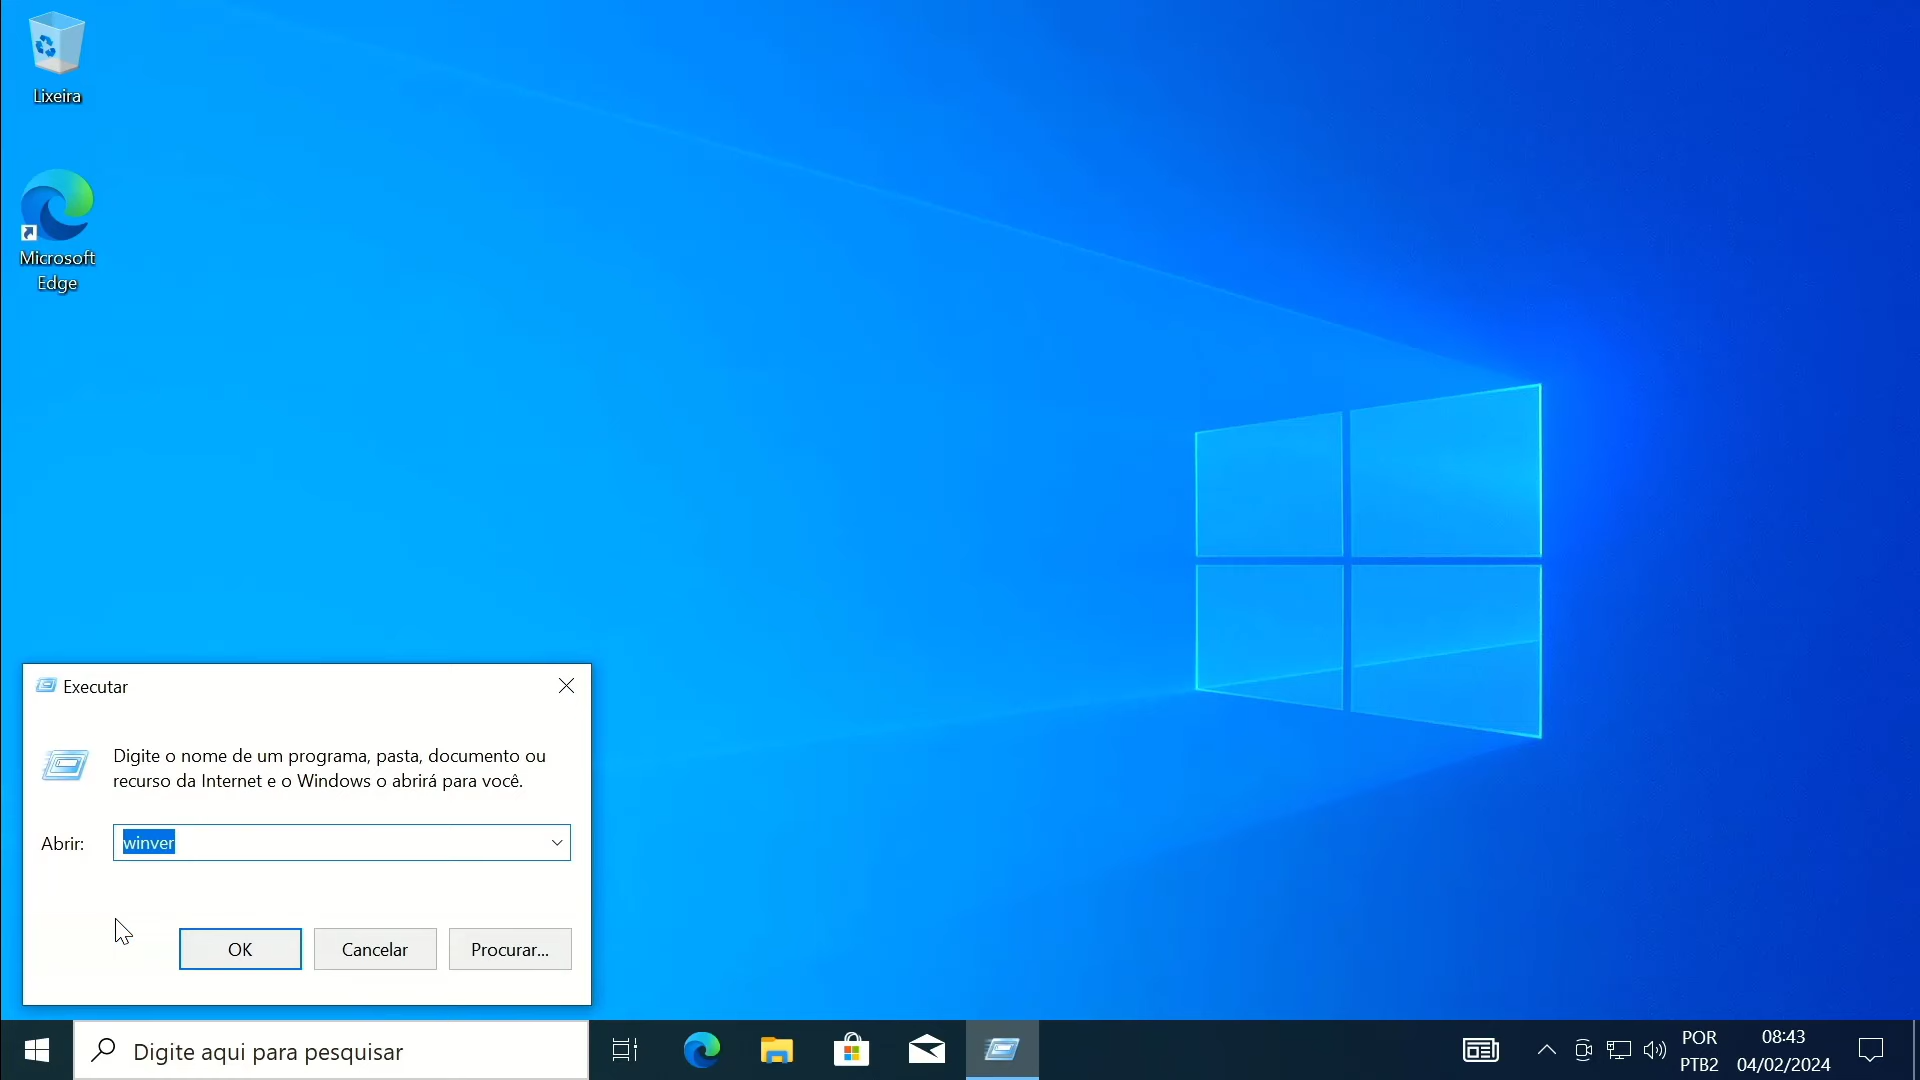 Lixeira
Microsoft
Edge
Executar
Digite o nome de um programa, pasta, documento ou
recurso da Internet e o Windows o abrirá para você.
Abrir:
winver
OK
Cancelar
Procurar...
Digite aqui para pesquisar
POR
PTB2
08:43
04/02/2024